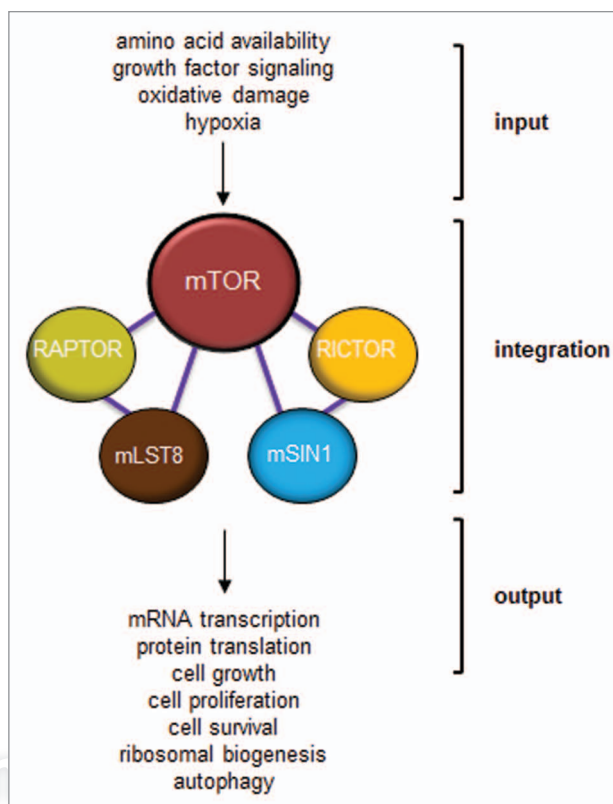 amino acid availability
growth factor signaling
oxidative damage
hypoxia
input
mTOR
RAPTOR
RICTOR
integration
mLST8
mSIN1
output
mRNA transcription
protein translation
cell growth
cell proliferation
cell survival
ribosomal biogenesis
autophagy